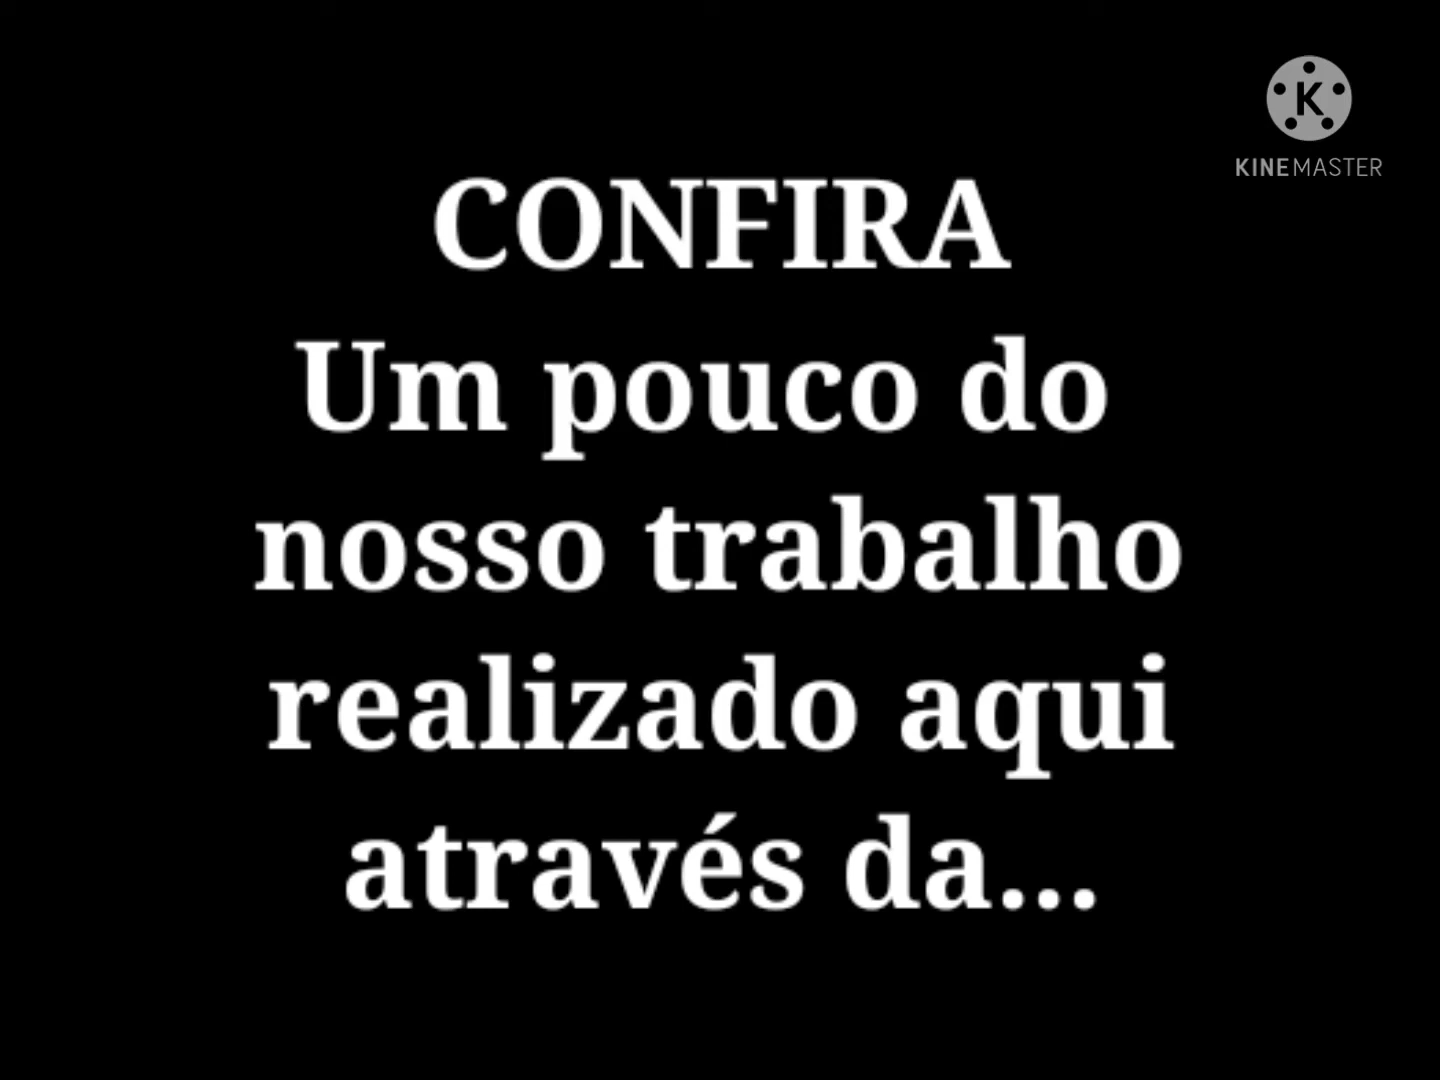 K
KINEMASTER
CONFIRA
Um pouco do
nosso trabalho
realizado aqui
através da...